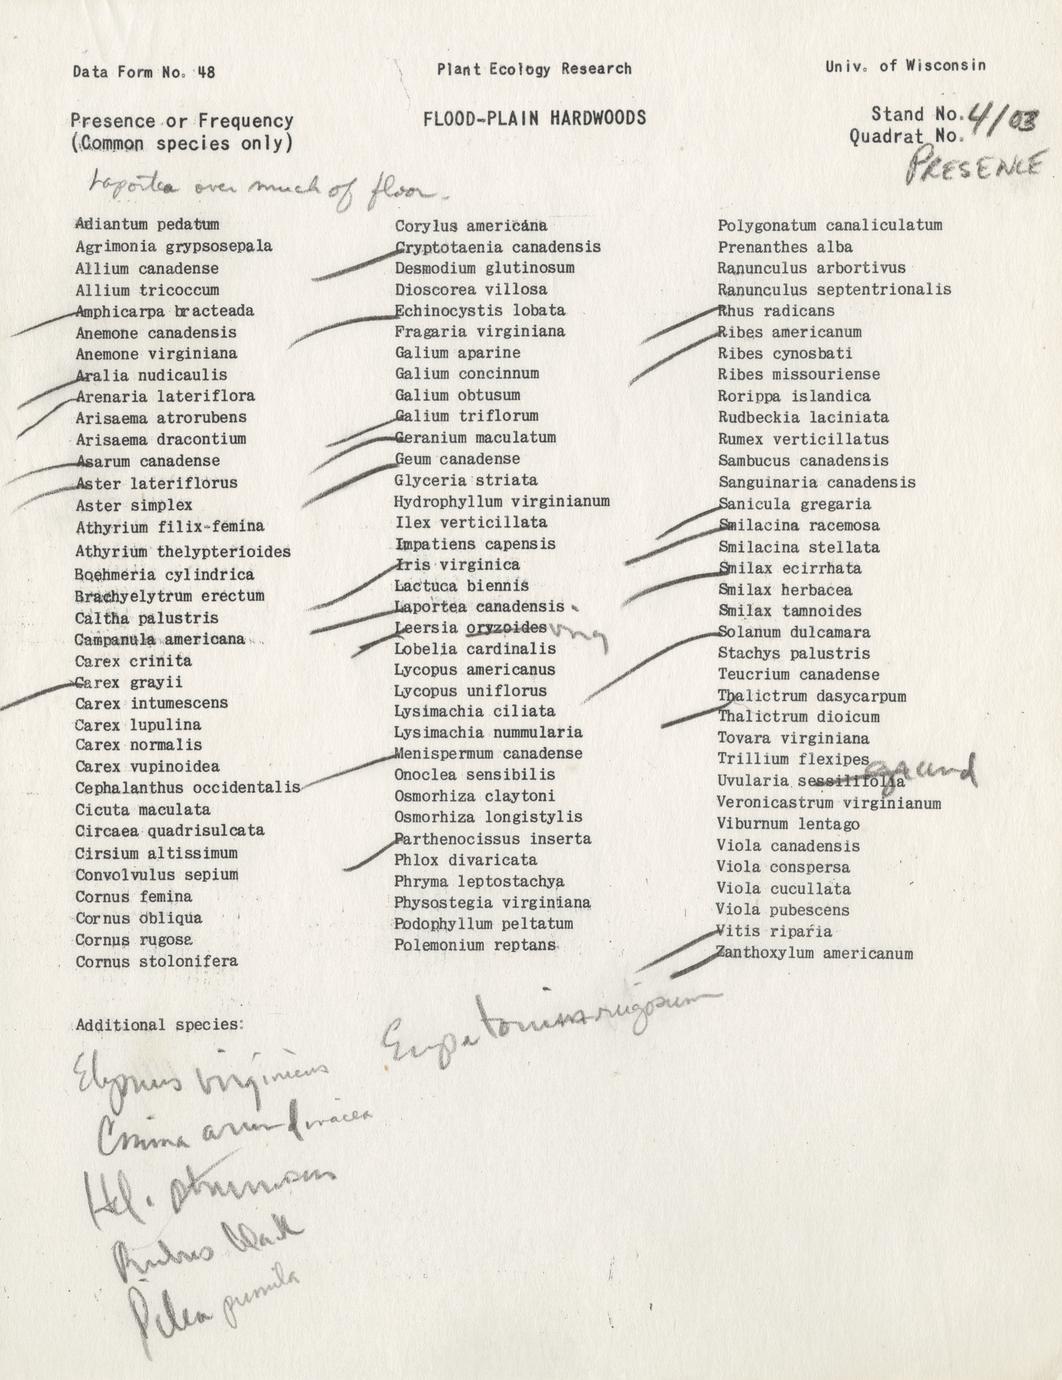 Data Form No. 48
Plant Ecology Research
Univ. of Wisconsin
Presence or Frequency
(Common species only)
FLOOD-PLAIN HARDWOODS
Stand No. 4/03
Quadrat No.
PRESENCE
Laportea over much of floor.
Adiantum pedatum
Agrimonia grypsosepala
Allium canadense
Allium tricoccum
Amphicarpa bracteada
Anemone canadensis
Anemone virginiana
Aralia nudicaulis
Arenaria lateriflora
Arisaema atrorubens
Arisaema dracontium
Asarum canadense
Aster lateriflorus
Aster simplex
Athyrium filix-femina
Athyrium thelypterioides
Boehmeria cylindrica
Brachyelytrum erectum
Caltha palustris
Campanula americana
Carex crinita
Carex grayii
Carex intumescens
Carex lupulina
Carex normalis
Carex vupinoidea
Cephalanthus occidentalis
Cicuta maculata
Circaea quadrisulcata
Cirsium altissimum
Convolvulus sepium
Cornus femina
Cornus obliqua
Cornus rugosa
Cornus stolonifera
Corylus americana
Cryptotaenia canadensis
Desmodium glutinosum
Dioscorea villosa
Echinocystis lobata
Fragaria virginiana
Galium aparine
Galium concinnum
Galium obtusum
Galium triflorum
Geranium maculatum
Geum canadense
Glyceria striata
Hydrophyllum virginianum
Ilex verticillata
Impatiens capensis
Iris virginica
Lactuca biennis
Laportea canadensis
Leersia oryzoides virg
Lobelia cardinalis
Lycopus americanus
Lycopus uniflorus
Lysimachia ciliata
Lysimachia nummularia
Menispermum canadense
Onoclea sensibilis
Osmorhiza claytoni
Osmorhiza longistylis
Parthenocissus inserta
Phlox divaricata
Phryma leptostachya
Physostegia virginiana
Podophyllum peltatum
Polemonium reptans
Polygonatum canaliculatum
Prenanthes alba
Ranunculus arbortivus
Ranunculus septentrionalis
Rhus radicans
Ribes americanum
Ribes cynosbati
Ribes missouriense
Rorippa islandica
Rudbeckia laciniata
Rumex verticillatus
Sambucus canadensis
Sanguinaria canadensis
Sanicula gregaria
Smilacina racemosa
Smilacina stellata
Smilax ecirrhata
Smilax herbacea
Smilax tamnoides
Solanum dulcamara
Stachys palustris
Teucrium canadense
Thalictrum dasycarpum
Thalictrum dioicum
Tovara virginiana
Trillium flexipes
Uvularia sessilifolia grand
Veronicastrum virginianum
Viburnum lentago
Viola canadensis
Viola conspersa
Viola cucullata
Viola pubescens
Vitis riparia
Zanthoxylum americanum
Additional species:
Eupatorium rugosum
Elymus virginicus
Cinna arundinacea
Hel.
Rubus black
Pilea pumila